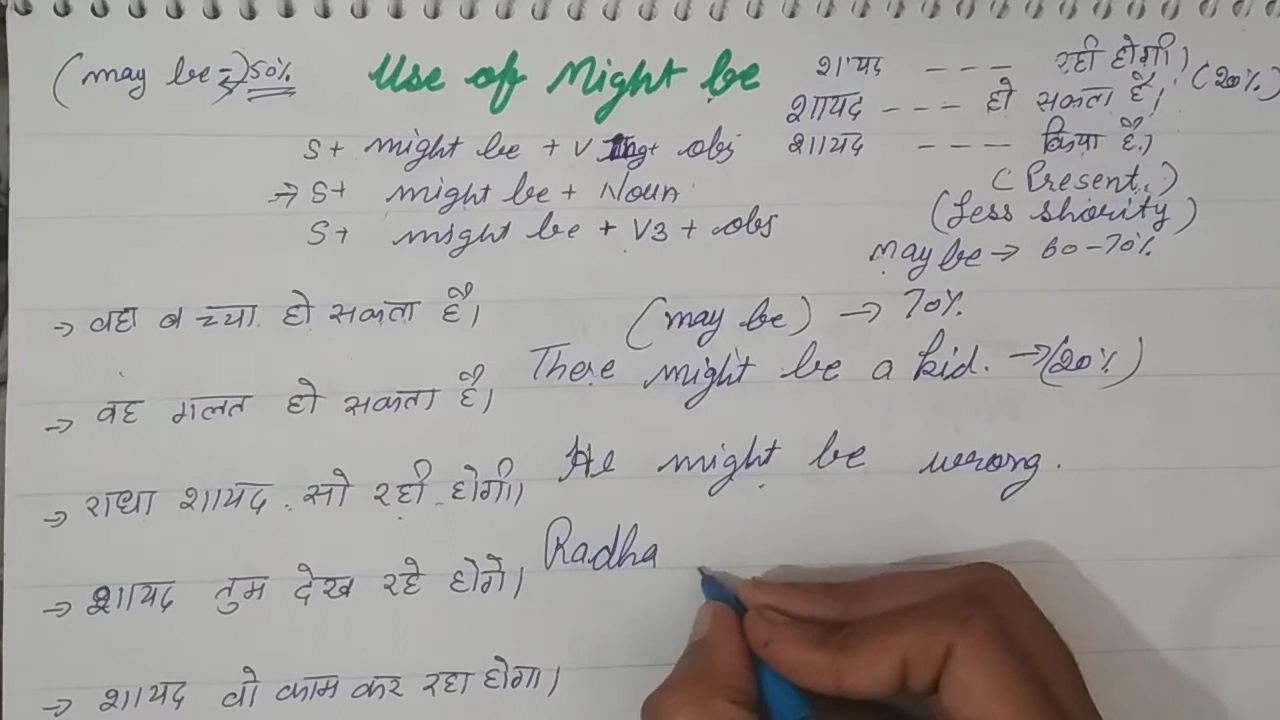 (may be => 50% Use of Might be शायद --- रही होगी। (20%)
शायद --- हो सकता है।
S+ might be + V Ing+ obj शायद ---- किया है।
→ S+ might be + Noun (Present.)
(Less shority)
S+ might be + V3 + obj
may be → 60-70%
→ वहा बच्चा हो सकता है। (may be) → 70%
There might be a kid. → (20%)
→ वह गलत हो सकता है।
He might be wrong.
→ राधा शायद सो रही होगी।
Radha
→ शायद तुम देख रहे होगे।
→ शायद वो काम कर रहा होगा।